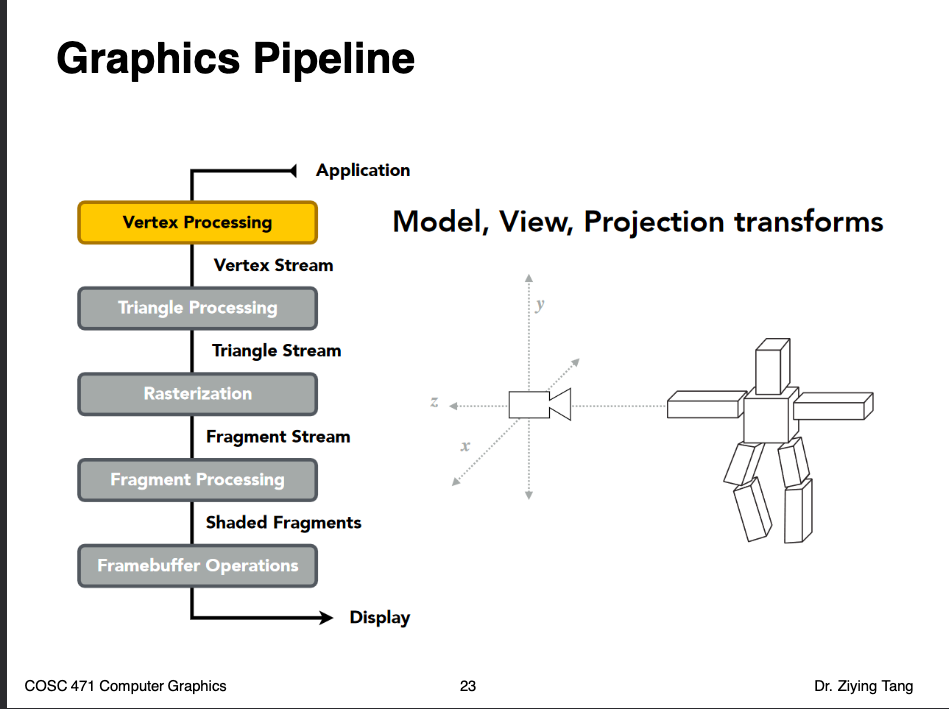 Graphics Pipeline
Application
Vertex Processing
Model, View, Projection transforms
Vertex Stream
Triangle Processing
Triangle Stream
Rasterization
Fragment Stream
Fragment Processing
Shaded Fragments
Framebuffer Operations
Display
y
z
x
COSC 471 Computer Graphics
23
Dr. Ziying Tang